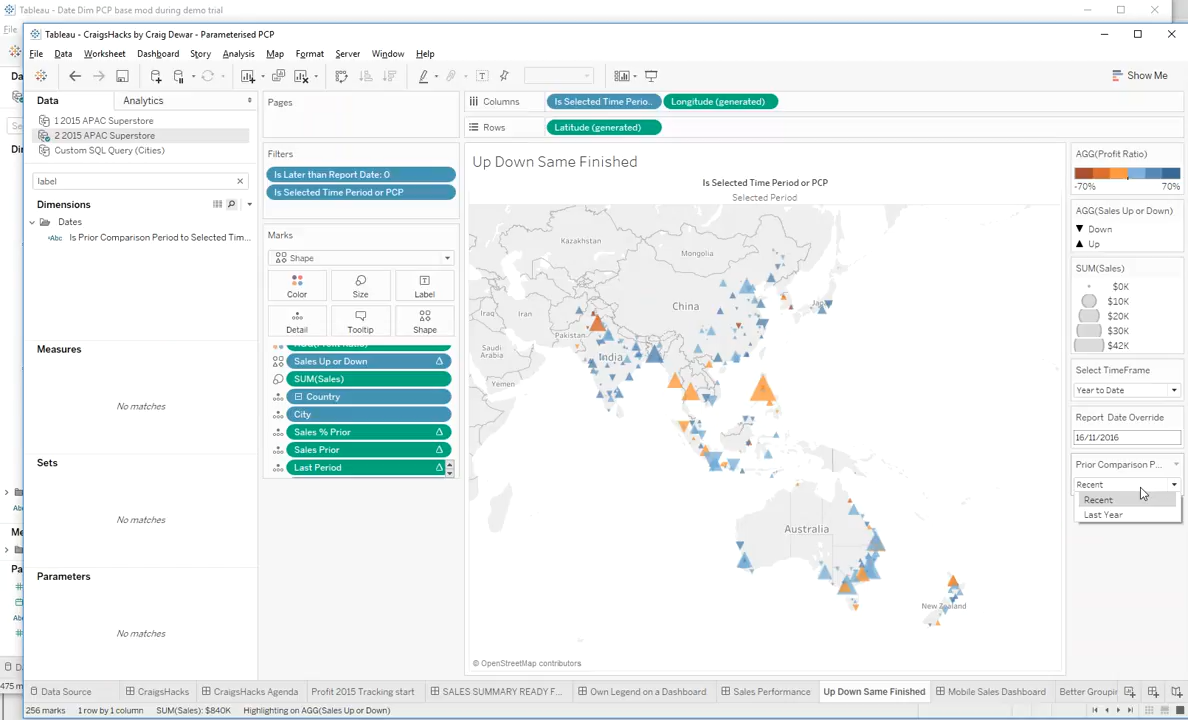 Tableau - Date Dim PCP base mod during demo trial
Tableau - CraigsHacks by Craig Dewar - Parameterised PCP
File Data Worksheet Dashboard Story Analysis Map Format Server Window Help
Show Me
Data Analytics
1 2015 APAC Superstore
2 2015 APAC Superstore
Custom SQL Query (Cities)
label
Dimensions
Dates
Abc Is Prior Comparison Period to Selected Tim...
Measures
No matches
Sets
No matches
Parameters
No matches
Pages
Filters
Is Later than Report Date: 0
Is Selected Time Period or PCP
Marks
Shape
Color Size Label
Detail Tooltip Shape
Sales Up or Down
SUM(Sales)
Country
City
Sales % Prior
Sales Prior
Last Period
Columns Is Selected Time Perio.. Longitude (generated)
Rows Latitude (generated)
Up Down Same Finished
Is Selected Time Period or PCP
Selected Period
Kazakhstan
Mongolia
China
Iraq
Iran
Pakistan
India
Saudi
Arabia
Yemen
Australia
New Zealand
© OpenStreetMap contributors
AGG(Profit Ratio)
-70% 70%
AGG(Sales Up or Down)
Down
Up
SUM(Sales)
$0K
$10K
$20K
$30K
$42K
Select TimeFrame
Year to Date
Report Date Override
16/11/2016
Prior Comparison P...
Recent
Recent
Last Year
Data Source CraigsHacks CraigsHacks Agenda Profit 2015 Tracking start SALES SUMMARY READY F... Own Legend on a Dashboard Sales Performance Up Down Same Finished Mobile Sales Dashboard Better Groupin
256 marks 1 row by 1 column SUM(Sales): $840K Highlighting on AGG(Sales Up or Down)